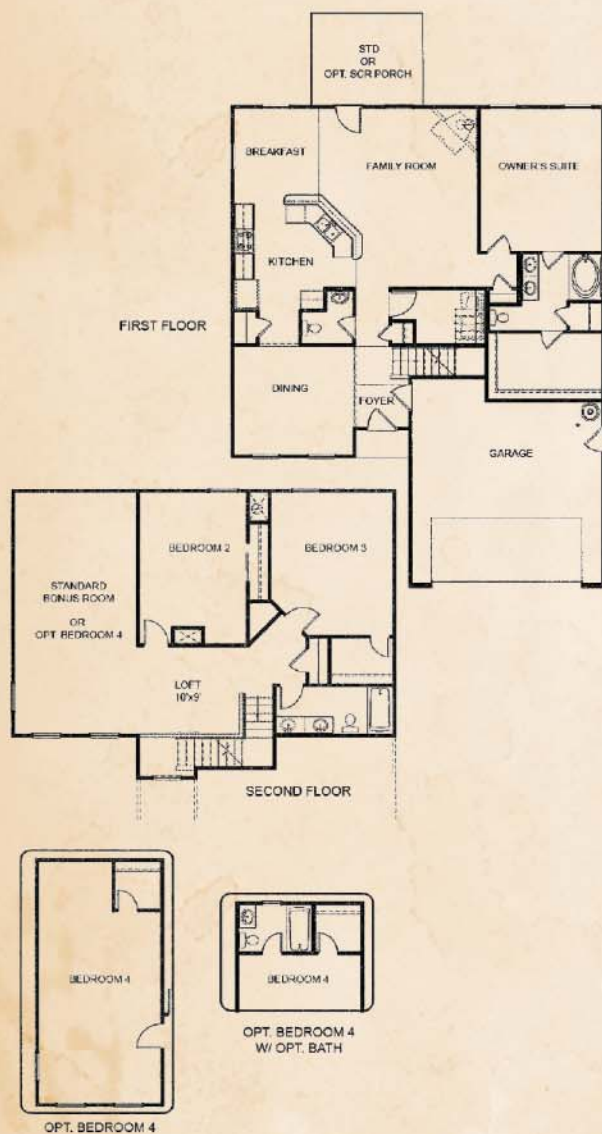 STD
OR
OPT. SCR PORCH
BREAKFAST
FAMILY ROOM
OWNER'S SUITE
KITCHEN
FIRST FLOOR
DINING
FOYER
GARAGE
BEDROOM 2
BEDROOM 3
STANDARD
BONUS ROOM
OR
OPT. BEDROOM 4
LOFT
10'x9'
SECOND FLOOR
BEDROOM 4
BEDROOM 4
OPT. BEDROOM 4
W/ OPT. BATH
OPT. BEDROOM 4